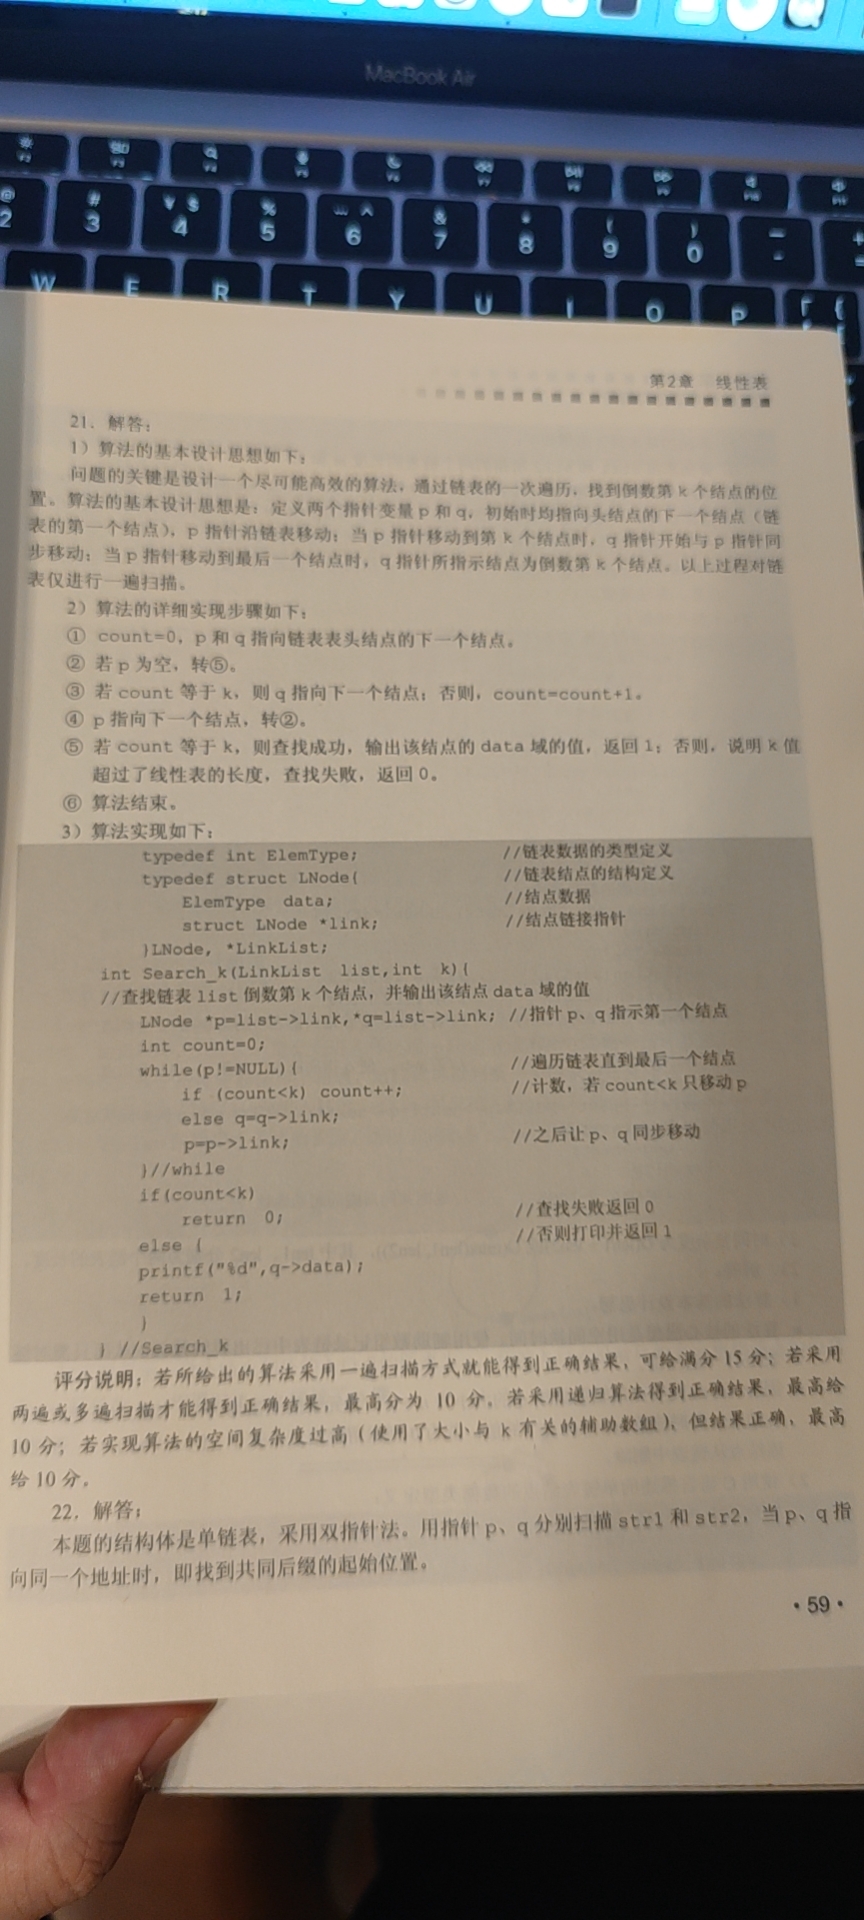 MacBook Air
F2
F3
F4
F5
F6
F7
F8
F9
@
2
#
3
¥ $
4
%
5
…… ^
6
&
7
*
8
(
9
)
0
W
E
R
T
Y
U
I
O
P
第2章 线性表
21. 解答:
1)算法的基本设计思想如下:
问题的关键是设计一个尽可能高效的算法,通过链表的一次遍历,找到倒数第 k 个结点的位
置。算法的基本设计思想是:定义两个指针变量 p 和 q,初始时均指向头结点的下一个结点(链
表的第一个结点),p 指针沿链表移动;当 p 指针移动到第 k 个结点时,q 指针开始与 p 指针同
步移动;当 p 指针移动到最后一个结点时,q 指针所指示结点为倒数第 k 个结点。以上过程对链
表仅进行一遍扫描。
2)算法的详细实现步骤如下:
① count=0,p 和 q 指向链表表头结点的下一个结点。
② 若 p 为空,转⑤。
③ 若 count 等于 k,则 q 指向下一个结点;否则,count=count+1。
④ p 指向下一个结点,转②。
⑤ 若 count 等于 k,则查找成功,输出该结点的 data 域的值,返回 1;否则,说明 k 值
超过了线性表的长度,查找失败,返回 0。
⑥ 算法结束。
3)算法实现如下:
typedef int ElemType; //链表数据的类型定义
typedef struct LNode{ //链表结点的结构定义
ElemType data; //结点数据
struct LNode *link; //结点链接指针
}LNode, *LinkList;
int Search_k(LinkList list,int k){
//查找链表 list 倒数第 k 个结点,并输出该结点 data 域的值
LNode *p=list->link,*q=list->link; //指针 p、q 指示第一个结点
int count=0;
while(p!=NULL){ //遍历链表直到最后一个结点
if (count<k) count++; //计数,若 count<k 只移动 p
else q=q->link;
p=p->link; //之后让 p、q 同步移动
}//while
if(count<k)
return 0; //查找失败返回 0
else { //否则打印并返回 1
printf("%d",q->data);
return 1;
}
} //Search_k
评分说明:若所给出的算法采用一遍扫描方式就能得到正确结果,可给满分 15 分;若采用
两遍或多遍扫描才能得到正确结果,最高分为 10 分。若采用递归算法得到正确结果,最高给
10 分;若实现算法的空间复杂度过高(使用了大小与 k 有关的辅助数组),但结果正确,最高
给 10 分。
22. 解答:
本题的结构体是单链表,采用双指针法。用指针 p、q 分别扫描 str1 和 str2,当 p、q 指
向同一个地址时,即找到共同后缀的起始位置。
• 59 •